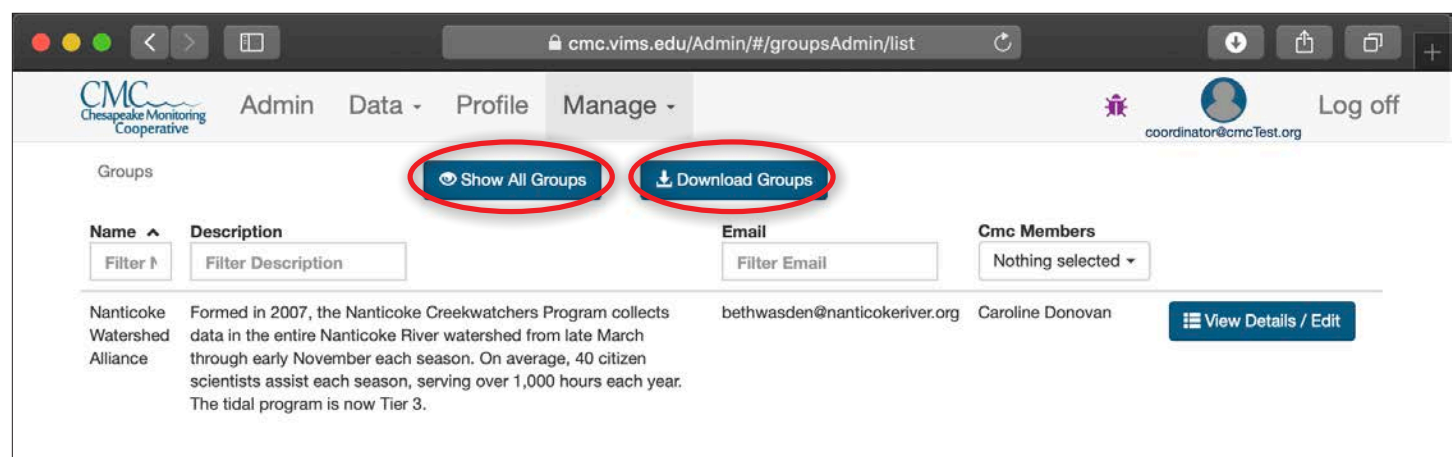 cmc.vims.edu/Admin/#/groupsAdmin/list
CMC
Chesapeake Monitoring
Cooperative
Admin Data Profile Manage
coordinator@cmcTest.org
Log off
Groups
Show All Groups
Download Groups
Name Description Email Cmc Members
Filter N Filter Description Filter Email Nothing selected
Nanticoke
Watershed
Alliance
Formed in 2007, the Nanticoke Creekwatchers Program collects
data in the entire Nanticoke River watershed from late March
through early November each season. On average, 40 citizen
scientists assist each season, serving over 1,000 hours each year.
The tidal program is now Tier 3.
bethwasden@nanticokeriver.org
Caroline Donovan
View Details / Edit